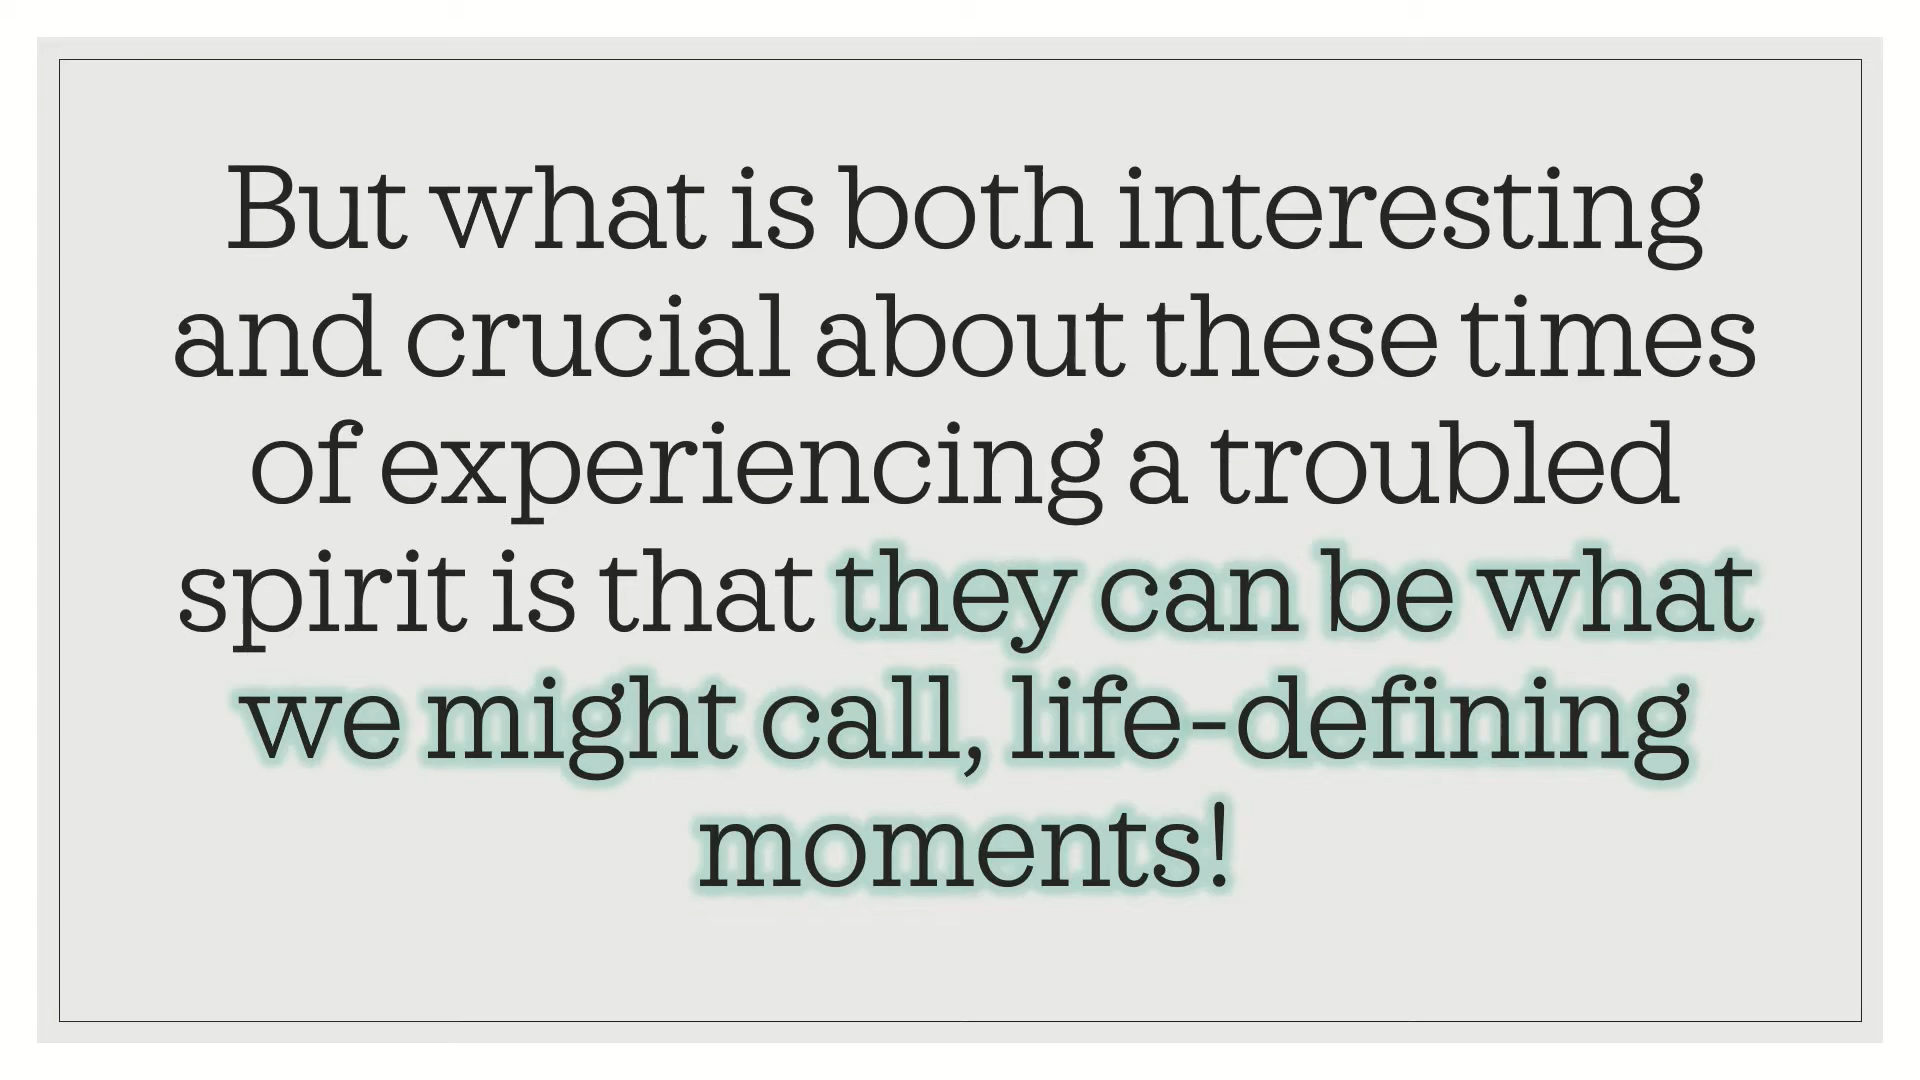 But what is both interesting
and crucial about these times
of experiencing a troubled
spirit is that they can be what
we might call, life-defining
moments!